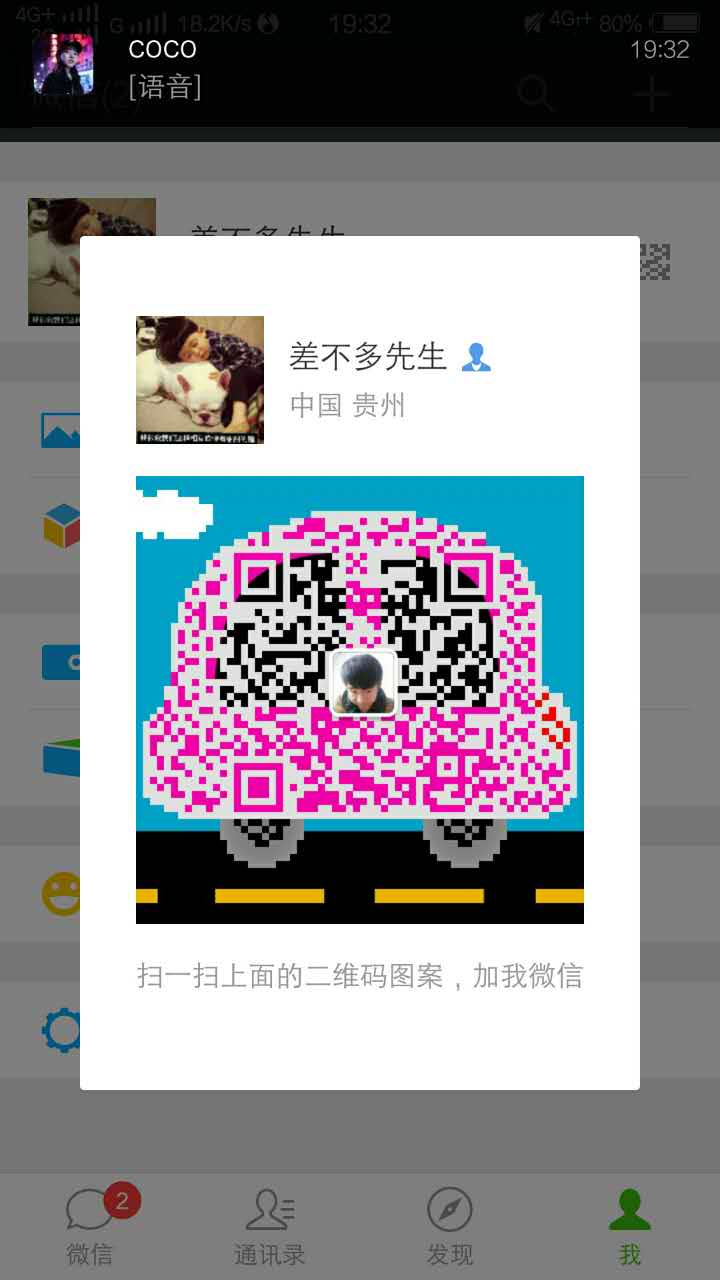 4G+
G 18.2K/s
19:32
4Gᴿ+ 80%
COCO
19:32
[语音]
微信(2)
差不多先生
差不多先生
中国 贵州
扫一扫上面的二维码图案，加我微信
2
微信
通讯录
发现
我